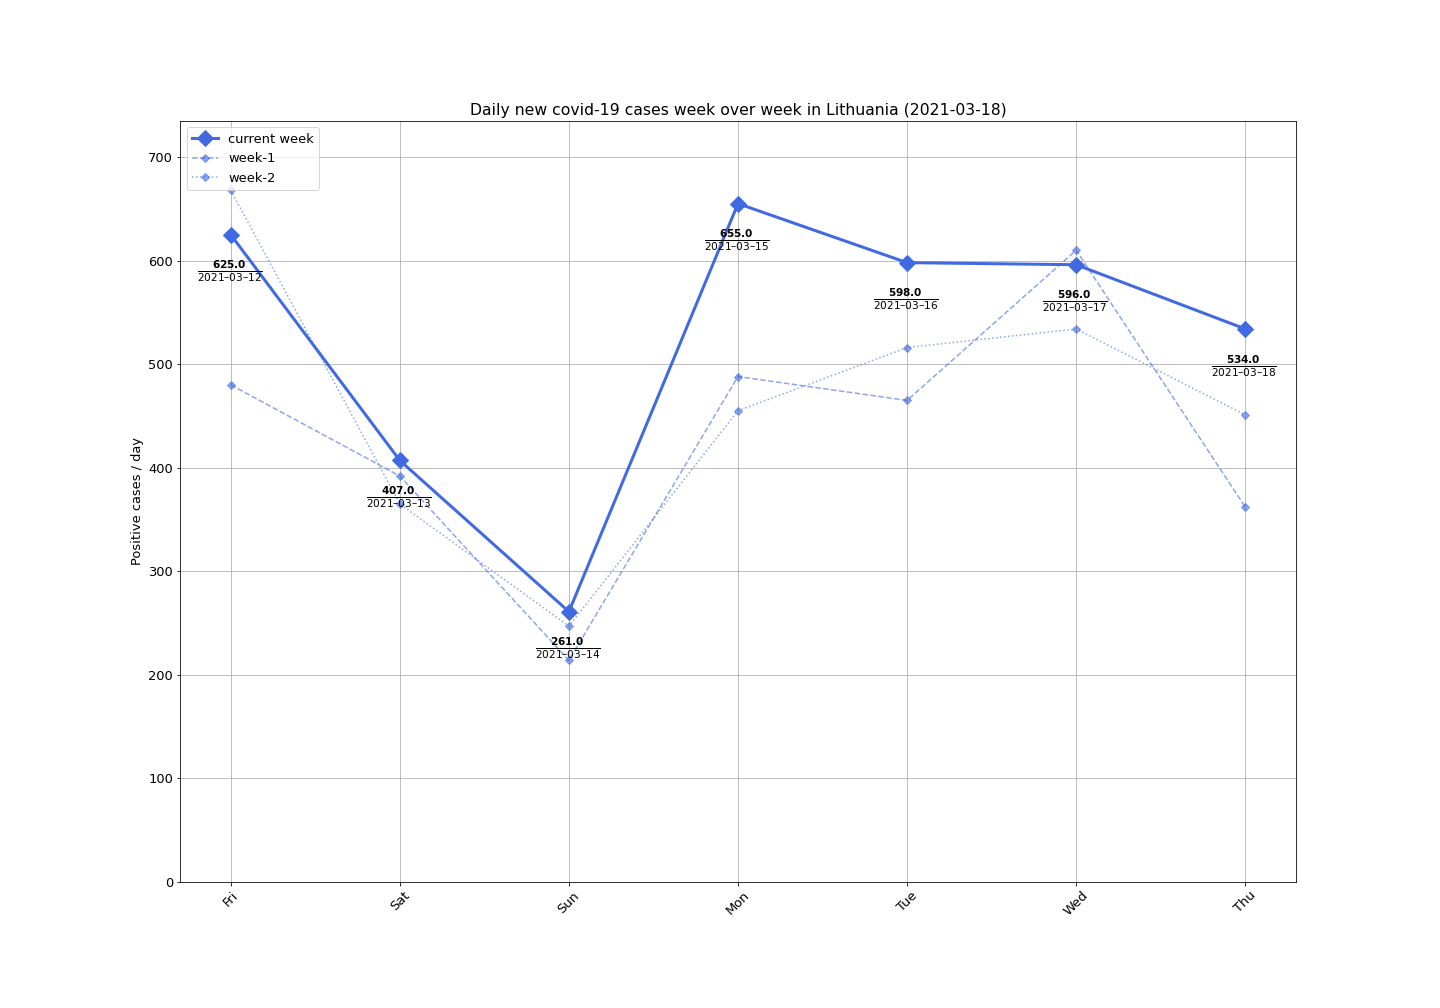 Daily new covid-19 cases week over week in Lithuania (2021-03-18)
current week
week-1
week-2
Positive cases / day
700
600
500
400
300
200
100
0
625.0
2021-03-12
407.0
2021-03-13
261.0
2021-03-14
655.0
2021-03-15
598.0
2021-03-16
596.0
2021-03-17
534.0
2021-03-18
Fri
Sat
Sun
Mon
Tue
Wed
Thu